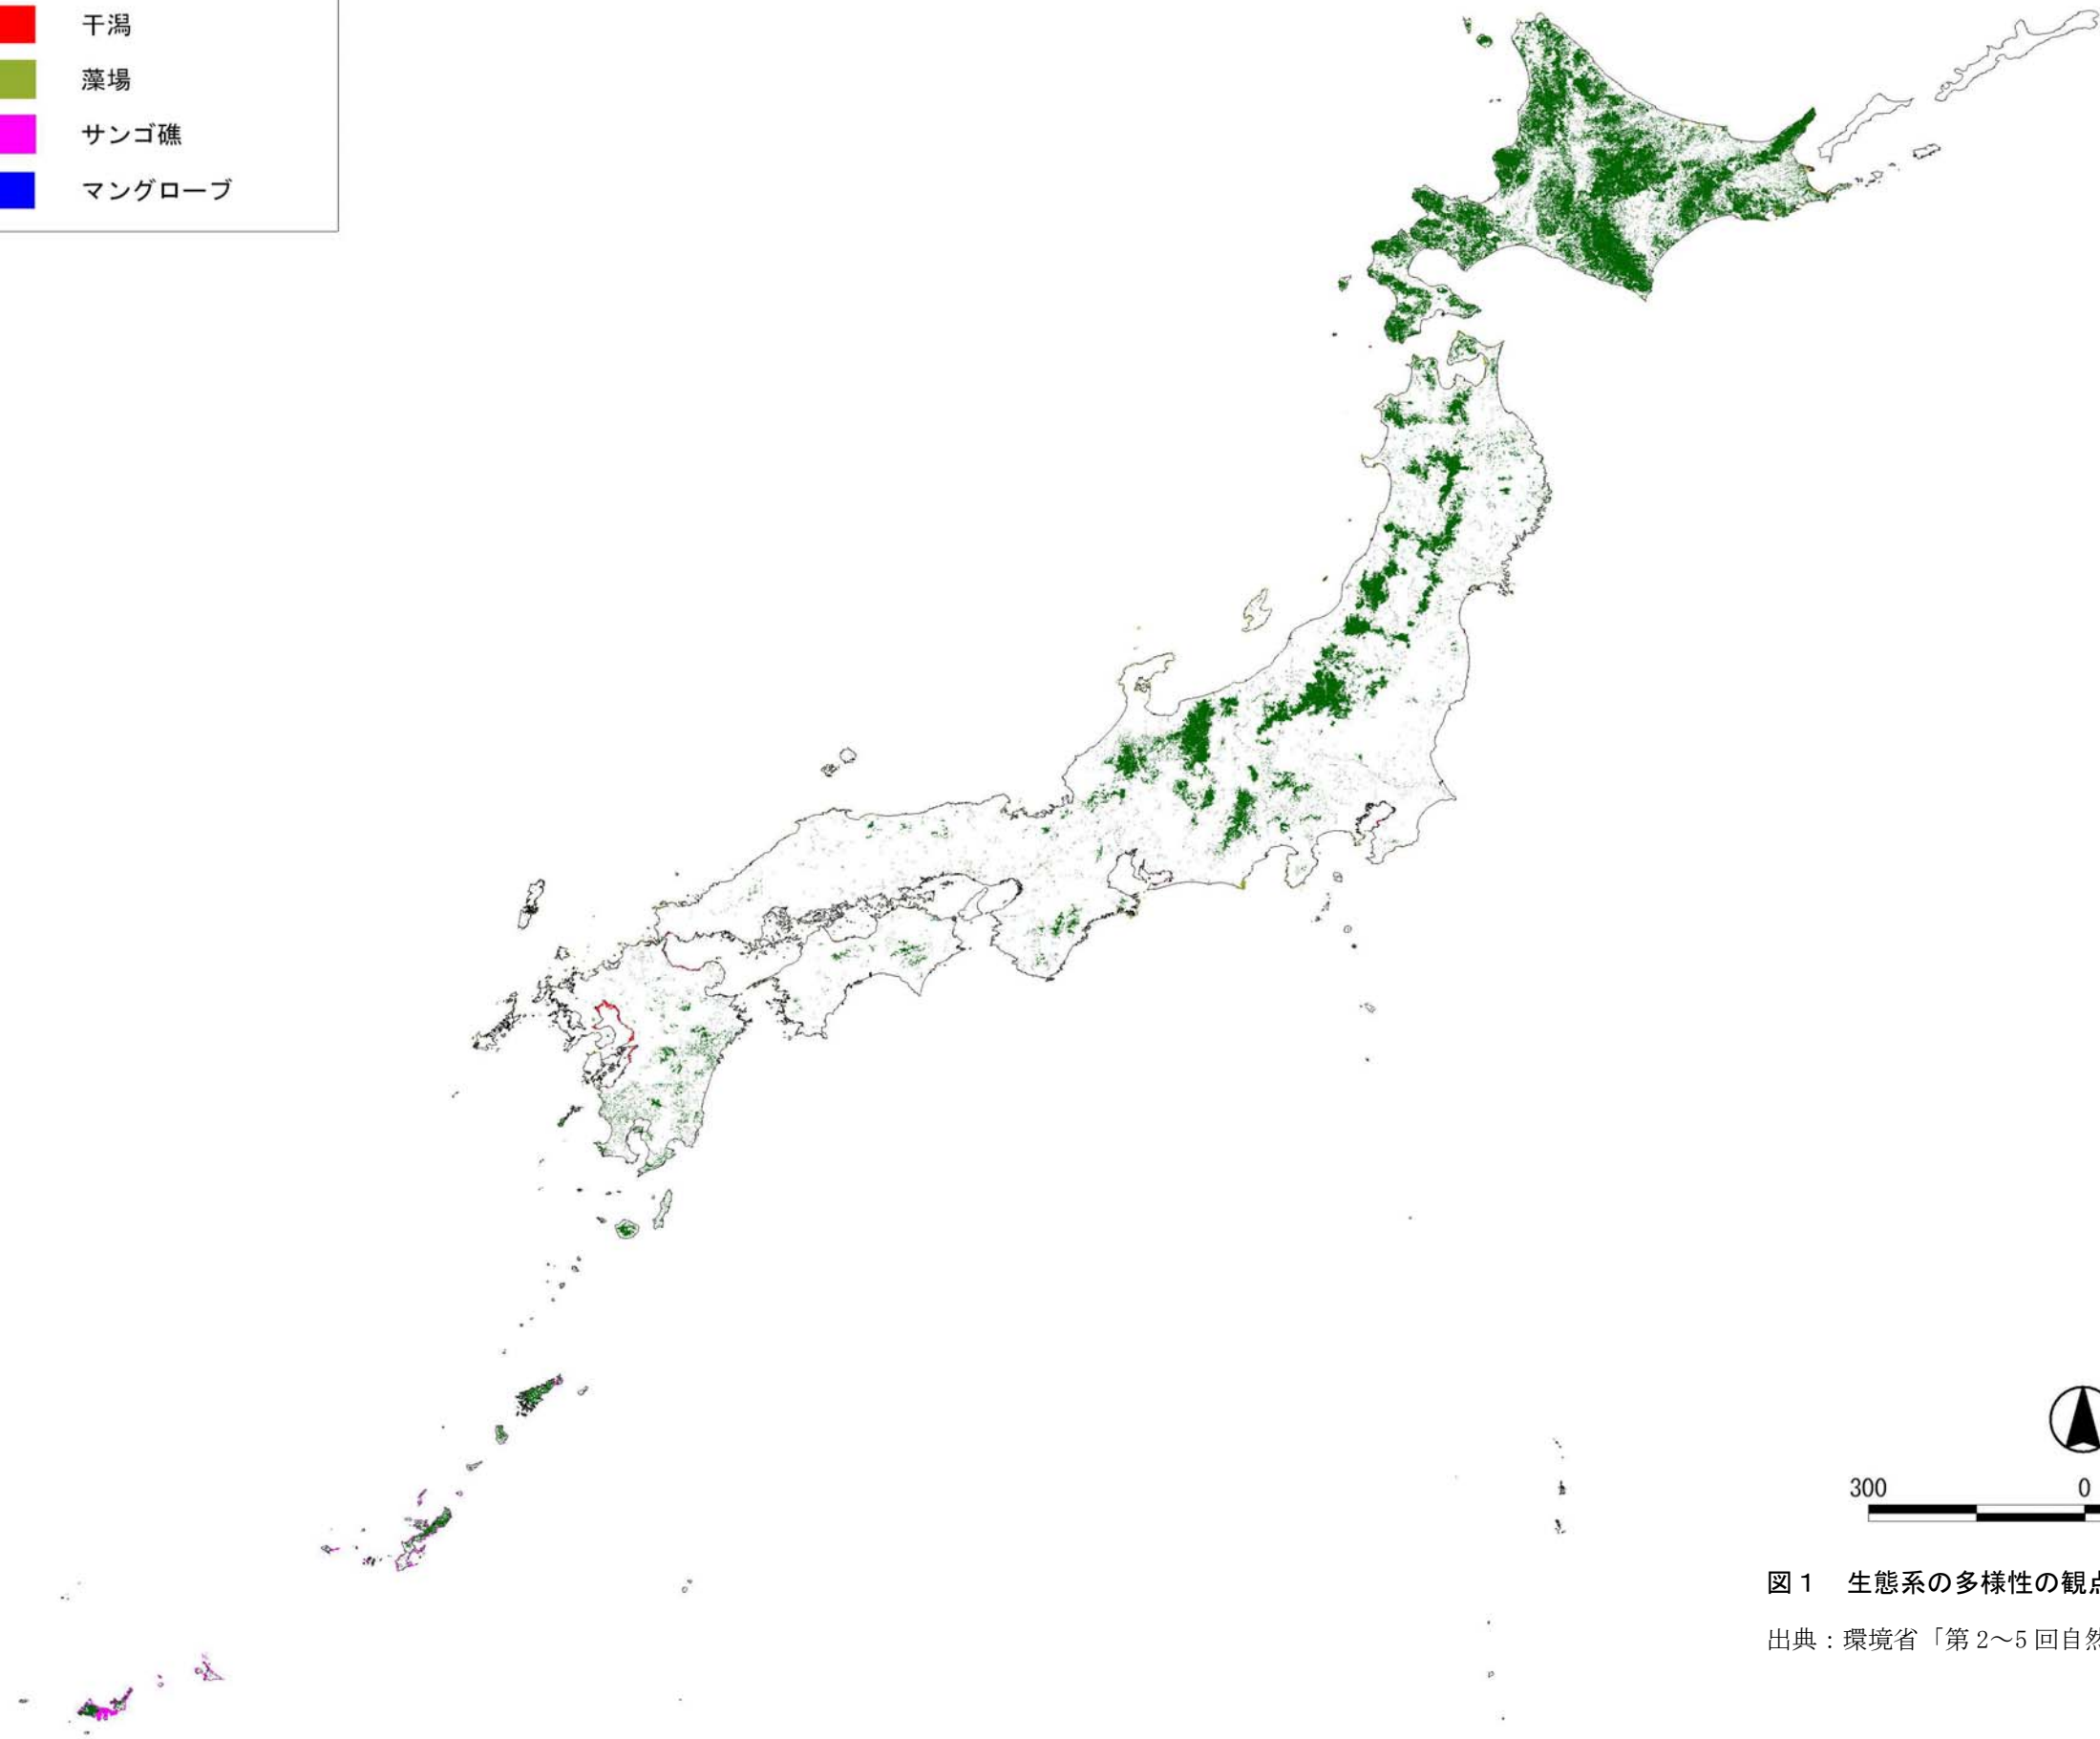 干潟
藻場
サンゴ礁
マングローブ
300 0
図1 生態系の多様性の観点
出典：環境省「第2～5回自然